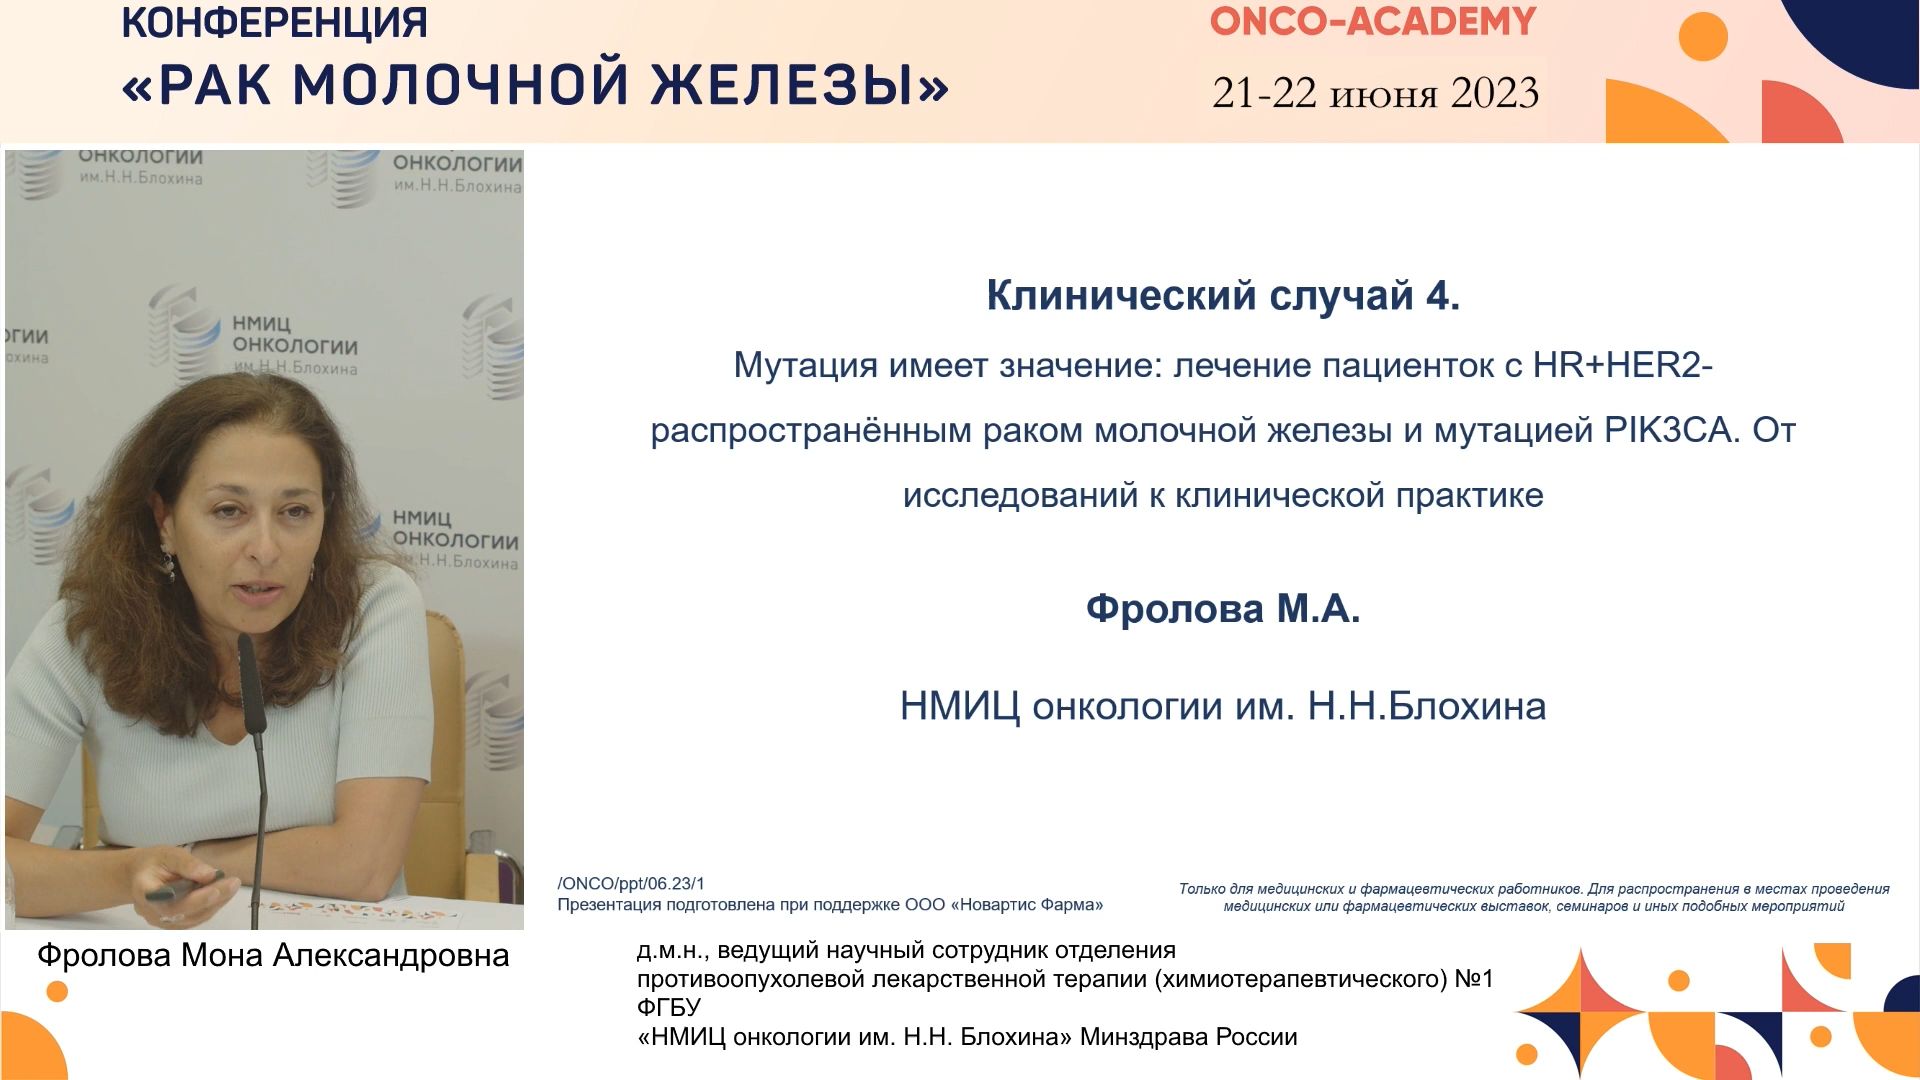 КОНФЕРЕНЦИЯ
«РАК МОЛОЧНОЙ ЖЕЛЕЗЫ»
ONCO-ACADEMY
21-22 июня 2023
ОНКОЛОГИИ
им.Н.Н.Блохина
ОНКОЛОГИИ
им.Н.Н.Блохина
НМИЦ
ОНКОЛОГИИ
им.Н.Н.Блохина
НМИЦ
ОНКОЛОГИИ
им.Н.Н.Блохина
Клинический случай 4.
Мутация имеет значение: лечение пациенток с HR+HER2-
распространённым раком молочной железы и мутацией PIK3CA. От
исследований к клинической практике
Фролова М.А.
НМИЦ онкологии им. Н.Н.Блохина
/ONCO/ppt/06.23/1
Презентация подготовлена при поддержке ООО «Новартис Фарма»
Только для медицинских и фармацевтических работников. Для распространения в местах проведения
медицинских или фармацевтических выставок, семинаров и иных подобных мероприятий
Фролова Мона Александровна
д.м.н., ведущий научный сотрудник отделения
противоопухолевой лекарственной терапии (химиотерапевтического) №1
ФГБУ
«НМИЦ онкологии им. Н.Н. Блохина» Минздрава России